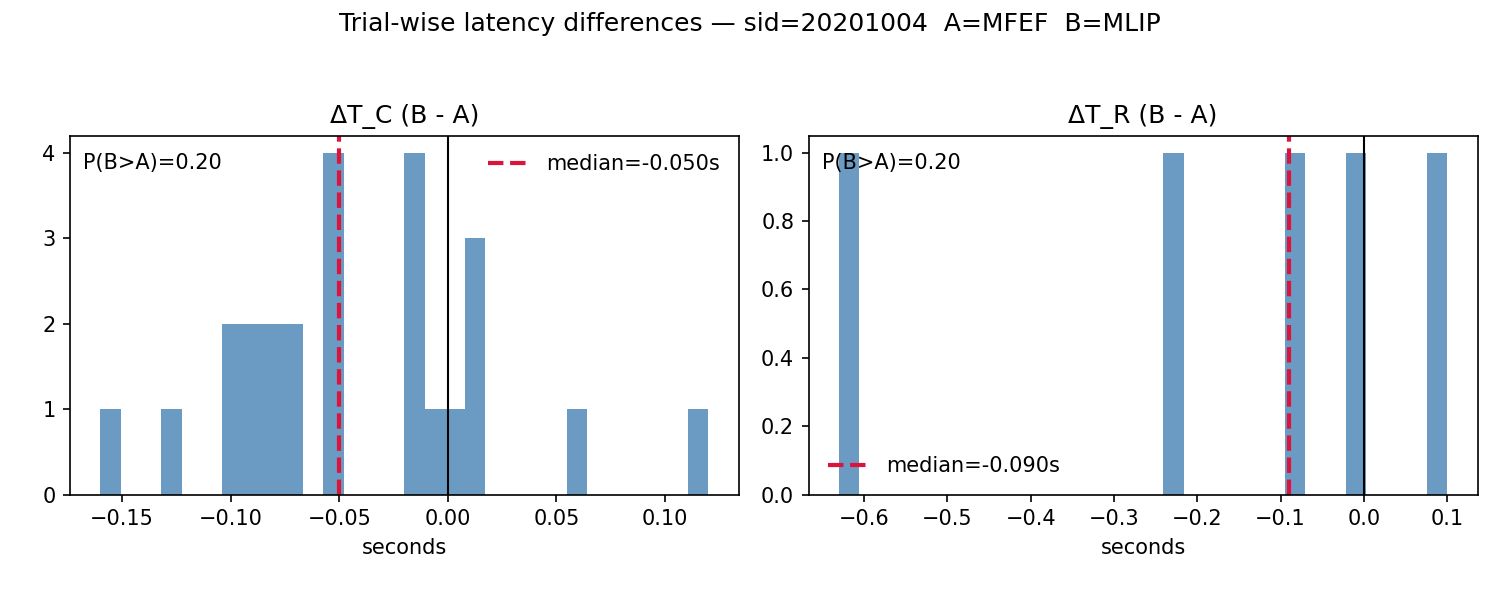 Trial-wise latency differences — sid=20201004  A=MFEF  B=MLIP
ΔT_C (B - A)
P(B>A)=0.20
median=-0.050s
4
3
2
1
0
−0.15
−0.10
−0.05
0.00
0.05
0.10
seconds
ΔT_R (B - A)
P(B>A)=0.20
median=-0.090s
1.0
0.8
0.6
0.4
0.2
0.0
−0.6
−0.5
−0.4
−0.3
−0.2
−0.1
0.0
0.1
seconds